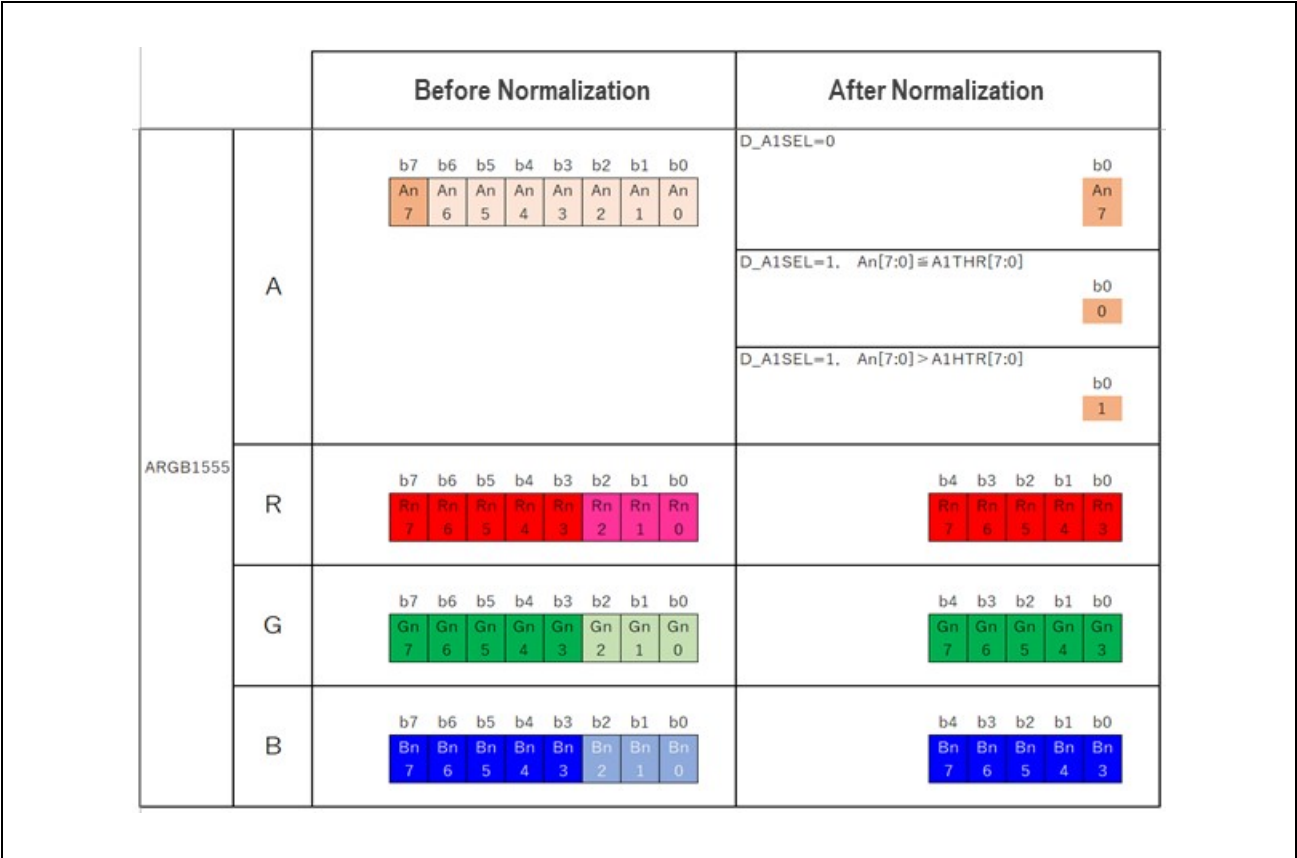 Before Normalization After Normalization
D_A1SEL=0
b7 b6 b5 b4 b3 b2 b1 b0 b0
An An An An An An An An An
7 6 5 4 3 2 1 0 7
D_A1SEL=1, An[7:0]≦A1THR[7:0]
A b0
0
D_A1SEL=1, An[7:0]>A1HTR[7:0]
b0
1
ARGB1555
b7 b6 b5 b4 b3 b2 b1 b0 b4 b3 b2 b1 b0
R Rn Rn Rn Rn Rn Rn Rn Rn Rn Rn Rn Rn Rn
7 6 5 4 3 2 1 0 7 6 5 4 3
b7 b6 b5 b4 b3 b2 b1 b0 b4 b3 b2 b1 b0
G Gn Gn Gn Gn Gn Gn Gn Gn Gn Gn Gn Gn Gn
7 6 5 4 3 2 1 0 7 6 5 4 3
b7 b6 b5 b4 b3 b2 b1 b0 b4 b3 b2 b1 b0
B Bn Bn Bn Bn Bn Bn Bn Bn Bn Bn Bn Bn Bn
7 6 5 4 3 2 1 0 7 6 5 4 3